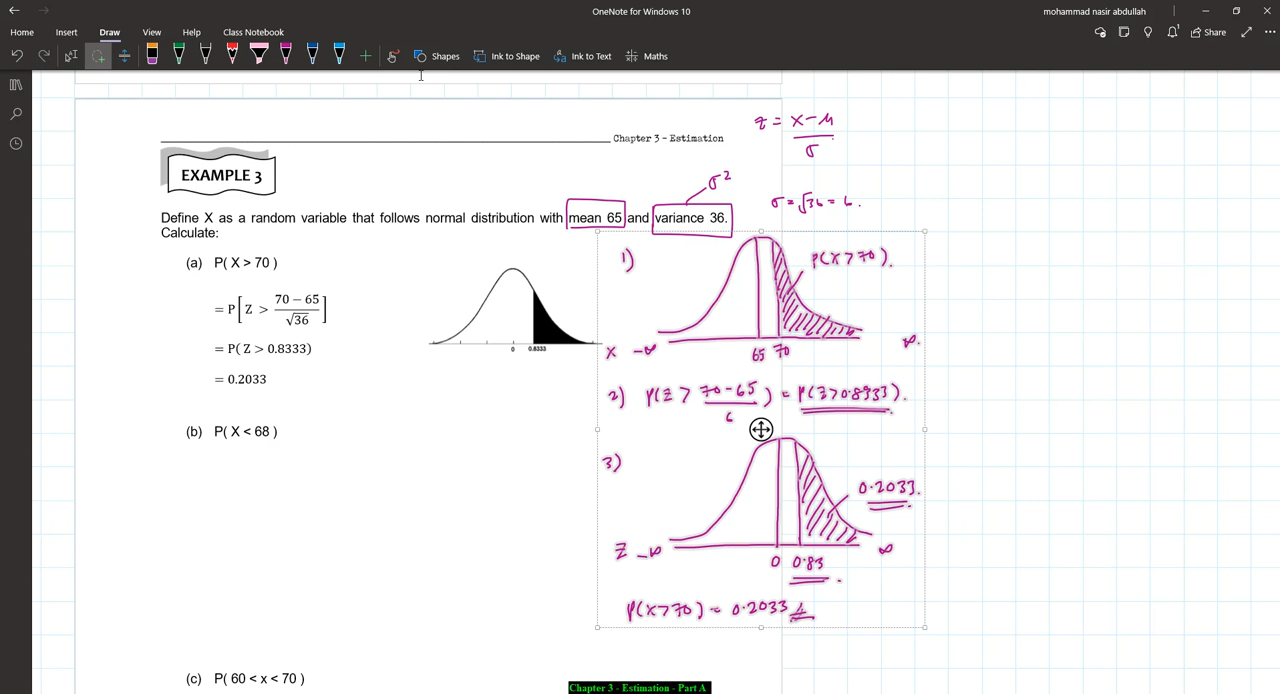 OneNote for Windows 10
mohammad nasir abdullah
Home Insert Draw View Help Class Notebook
Share
Shapes Ink to Shape Ink to Text Maths
Chapter 3 – Estimation
z = x - μ
σ
EXAMPLE 3
σ²
Define X as a random variable that follows normal distribution with mean 65 and variance 36.
σ = √36 = 6.
Calculate:
(a) P( X > 70 )
= P[ Z > (70 − 65)/√36 ]
= P( Z > 0.8333)
= 0.2033
0 0.8333
1)
P(X > 70).
X -∞ 65 70 ∞.
2) P(Z > (70-65)/6) = P(Z > 0.8333).
(b) P( X < 68 )
3)
0.2033.
Z -∞ 0 0.83 ∞
P(X > 70) = 0.2033
(c) P( 60 < x < 70 )
Chapter 3 - Estimation - Part A